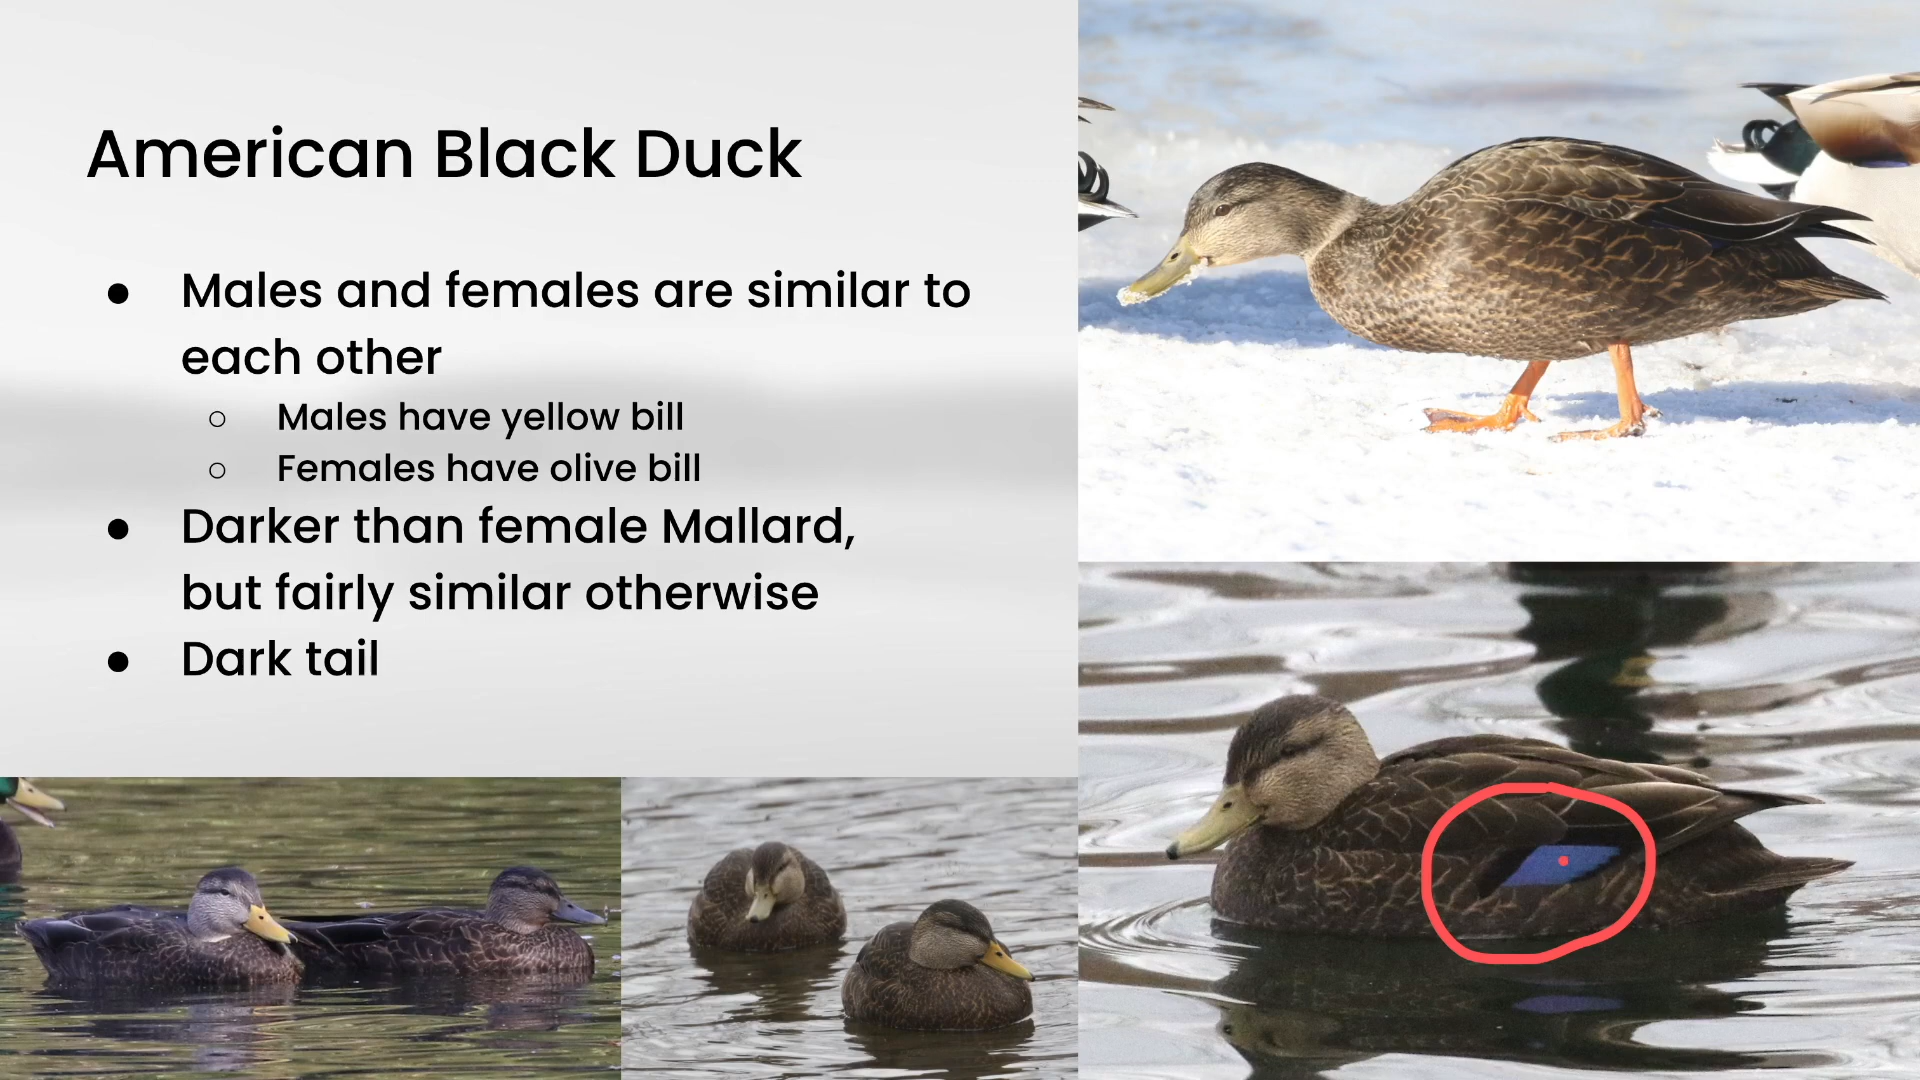 American Black Duck
● Males and females are similar to
each other
○ Males have yellow bill
○ Females have olive bill
● Darker than female Mallard,
but fairly similar otherwise
● Dark tail